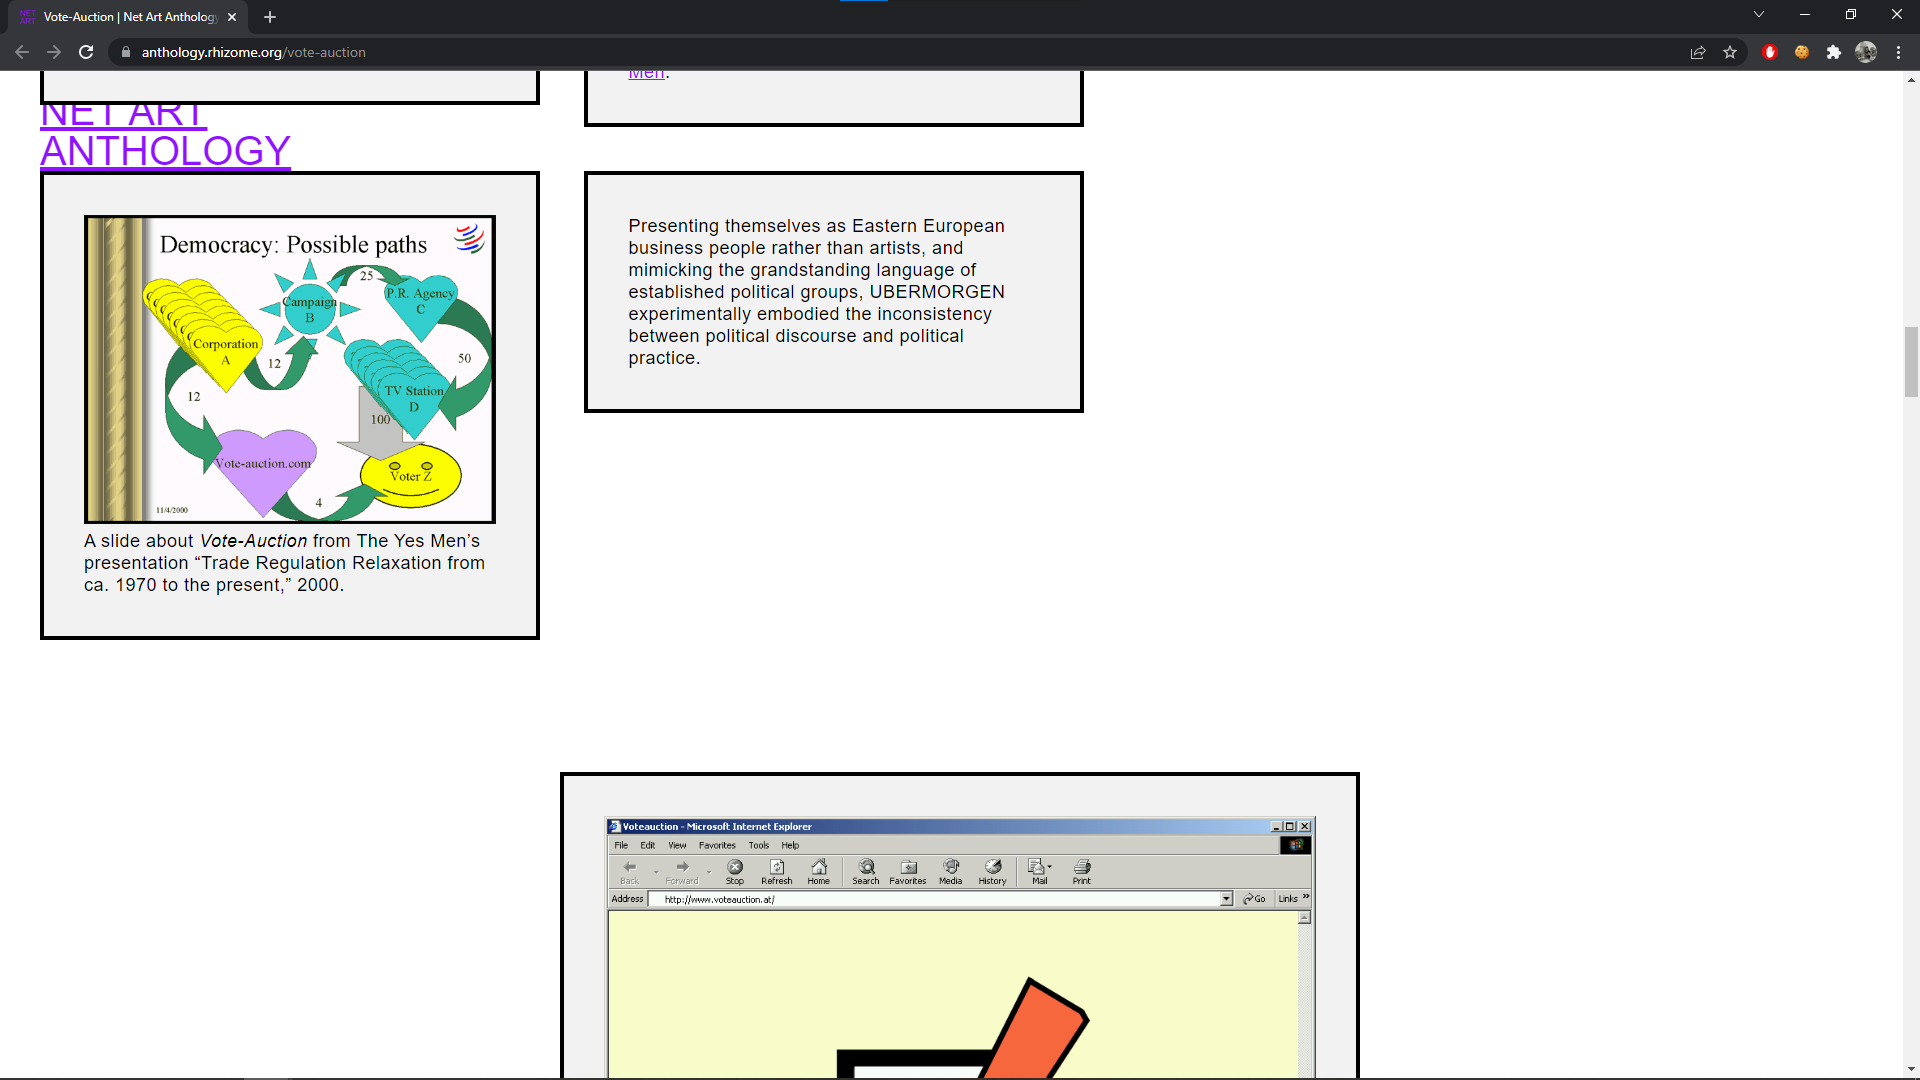 Vote-Auction | Net Art Anthology
anthology.rhizome.org/vote-auction
Men.
NET ART
ANTHOLOGY
Democracy: Possible paths
Corporation
A
Campaign
B
P.R. Agency
C
TV Station
D
Vote-auction.com
Voter Z
25
12
50
12
100
4
11/4/2000
A slide about Vote-Auction from The Yes Men’s
presentation “Trade Regulation Relaxation from
ca. 1970 to the present,” 2000.
Presenting themselves as Eastern European
business people rather than artists, and
mimicking the grandstanding language of
established political groups, UBERMORGEN
experimentally embodied the inconsistency
between political discourse and political
practice.
Voteauction - Microsoft Internet Explorer
File Edit View Favorites Tools Help
Back Forward Stop Refresh Home Search Favorites Media History Mail Print
Address http://www.voteauction.at/ Go Links »